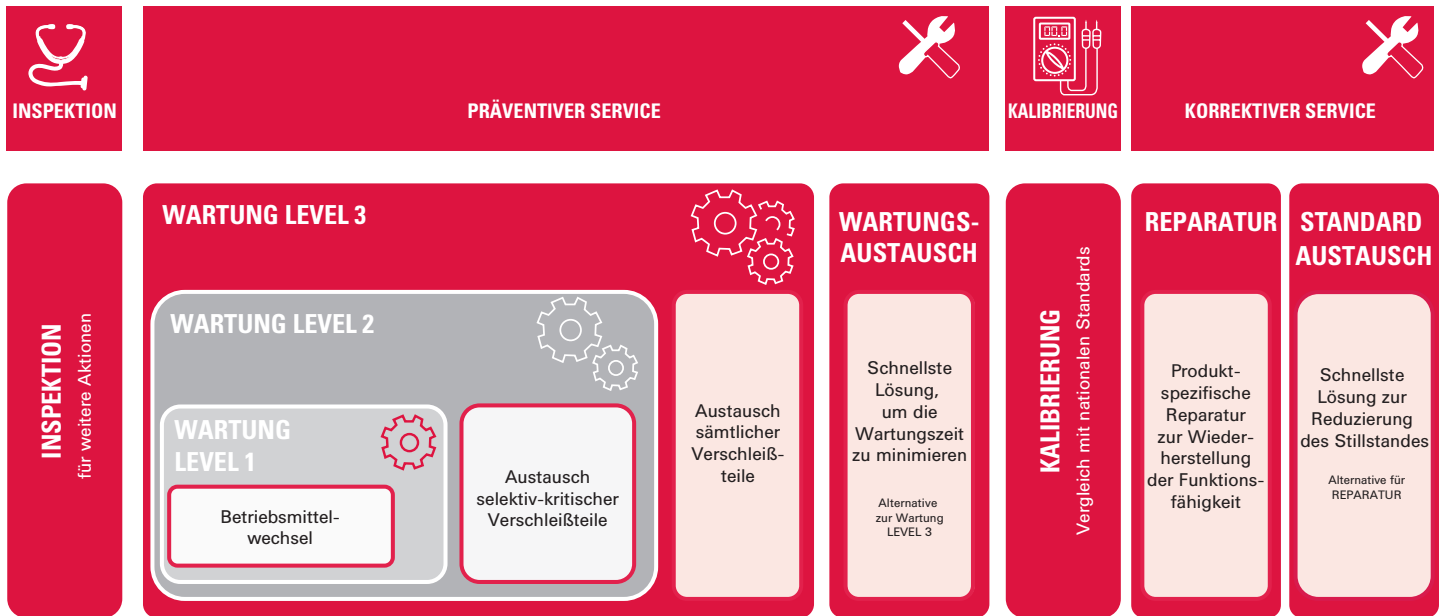 INSPEKTION
PRÄVENTIVER SERVICE
00.0
KALIBRIERUNG
KORREKTIVER SERVICE
INSPEKTION
für weitere Aktionen
WARTUNG LEVEL 3
WARTUNG LEVEL 2
WARTUNG
LEVEL 1
Betriebsmittel-
wechsel
Austausch
selektiv-kritischer
Verschleißteile
Austausch
sämtlicher
Verschleiß-
teile
WARTUNGS-
AUSTAUSCH
Schnellste
Lösung,
um die
Wartungszeit
zu minimieren
Alternative
zur Wartung
LEVEL 3
KALIBRIERUNG
Vergleich mit nationalen Standards
REPARATUR
Produkt-
spezifische
Reparatur
zur Wieder-
herstellung
der Funktions-
fähigkeit
STANDARD
AUSTAUSCH
Schnellste
Lösung zur
Reduzierung
des Stillstandes
Alternative für
REPARATUR